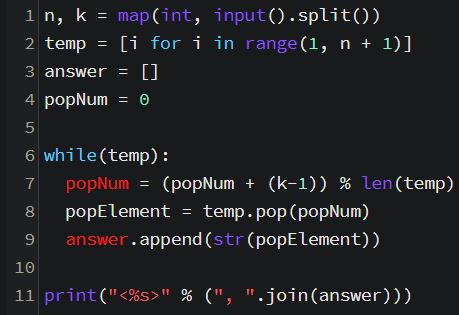 1 n, k = map(int, input().split())
2 temp = [i for i in range(1, n + 1)]
3 answer = []
4 popNum = 0
5
6 while(temp):
7   popNum = (popNum + (k-1)) % len(temp)
8   popElement = temp.pop(popNum)
9   answer.append(str(popElement))
10
11 print("<%s>" % (", ".join(answer)))